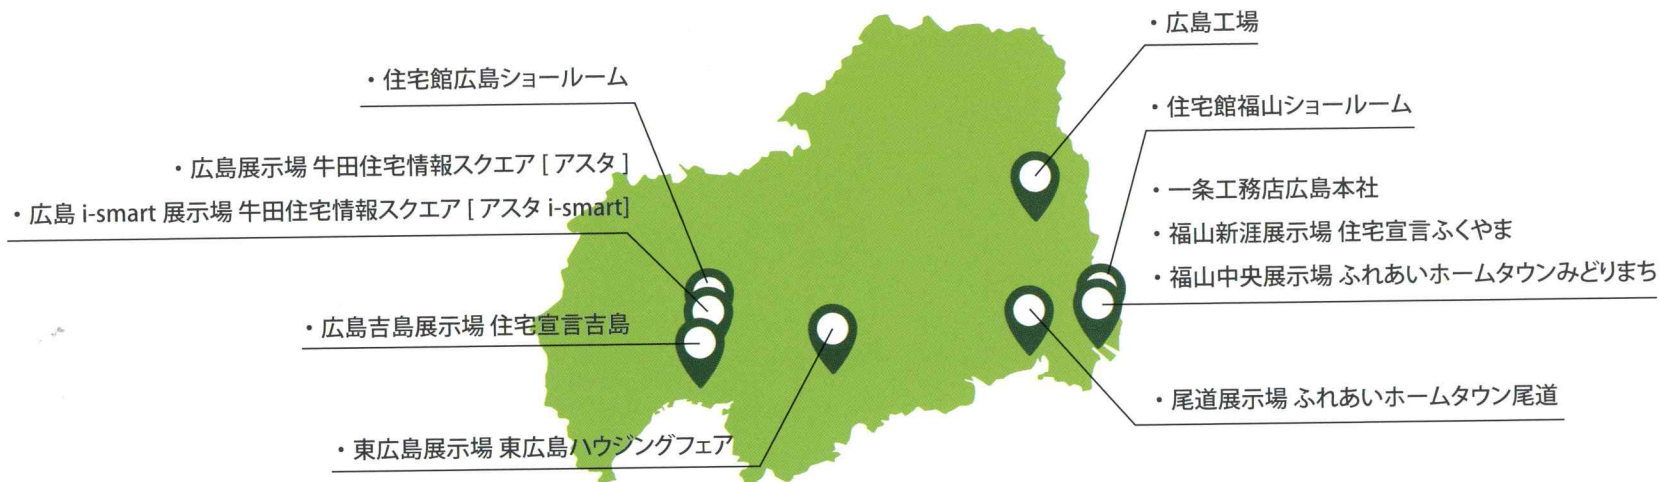 ・広島工場
・住宅館広島ショールーム
・住宅館福山ショールーム
・広島展示場 牛田住宅情報スクエア [ アスタ ]
・広島 i-smart 展示場 牛田住宅情報スクエア [ アスタ i-smart]
・一条工務店広島本社
・福山新涯展示場 住宅宣言ふくやま
・福山中央展示場 ふれあいホームタウンみどりまち
・広島吉島展示場 住宅宣言吉島
・尾道展示場 ふれあいホームタウン尾道
・東広島展示場 東広島ハウジングフェア